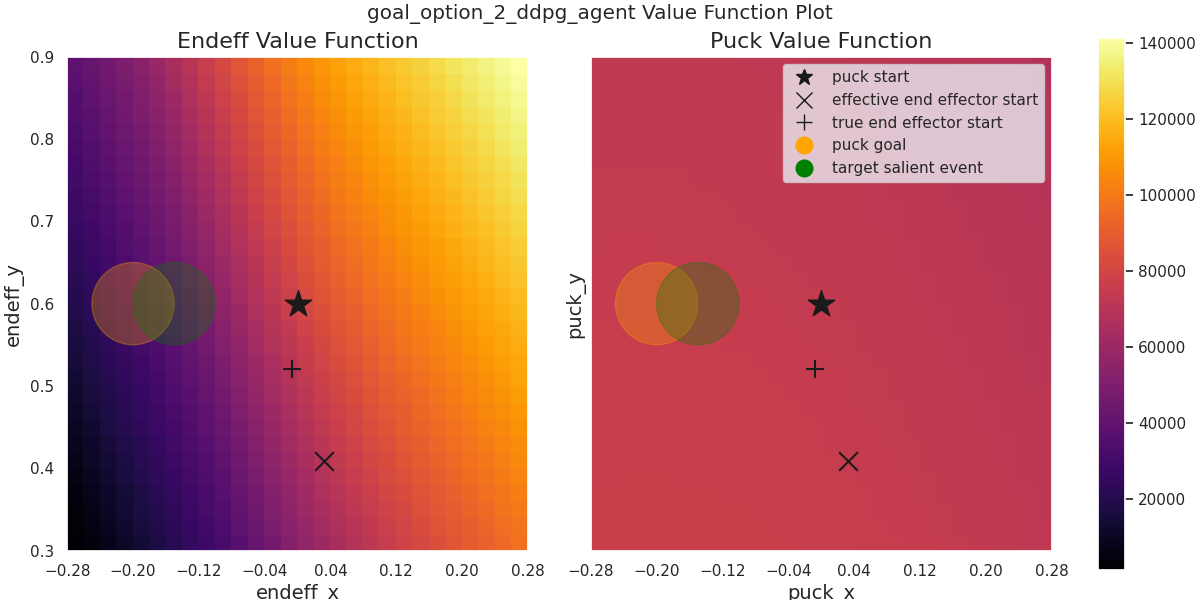 goal_option_2_ddpg_agent Value Function Plot
Endeff Value Function
0.9
0.8
0.7
0.6
0.5
0.4
0.3
endeff_y
−0.28 −0.20 −0.12 −0.04 0.04 0.12 0.20 0.28
endeff_x
Puck Value Function
puck start
effective end effector start
true end effector start
puck goal
target salient event
puck_y
−0.28 −0.20 −0.12 −0.04 0.04 0.12 0.20 0.28
puck_x
140000
120000
100000
80000
60000
40000
20000